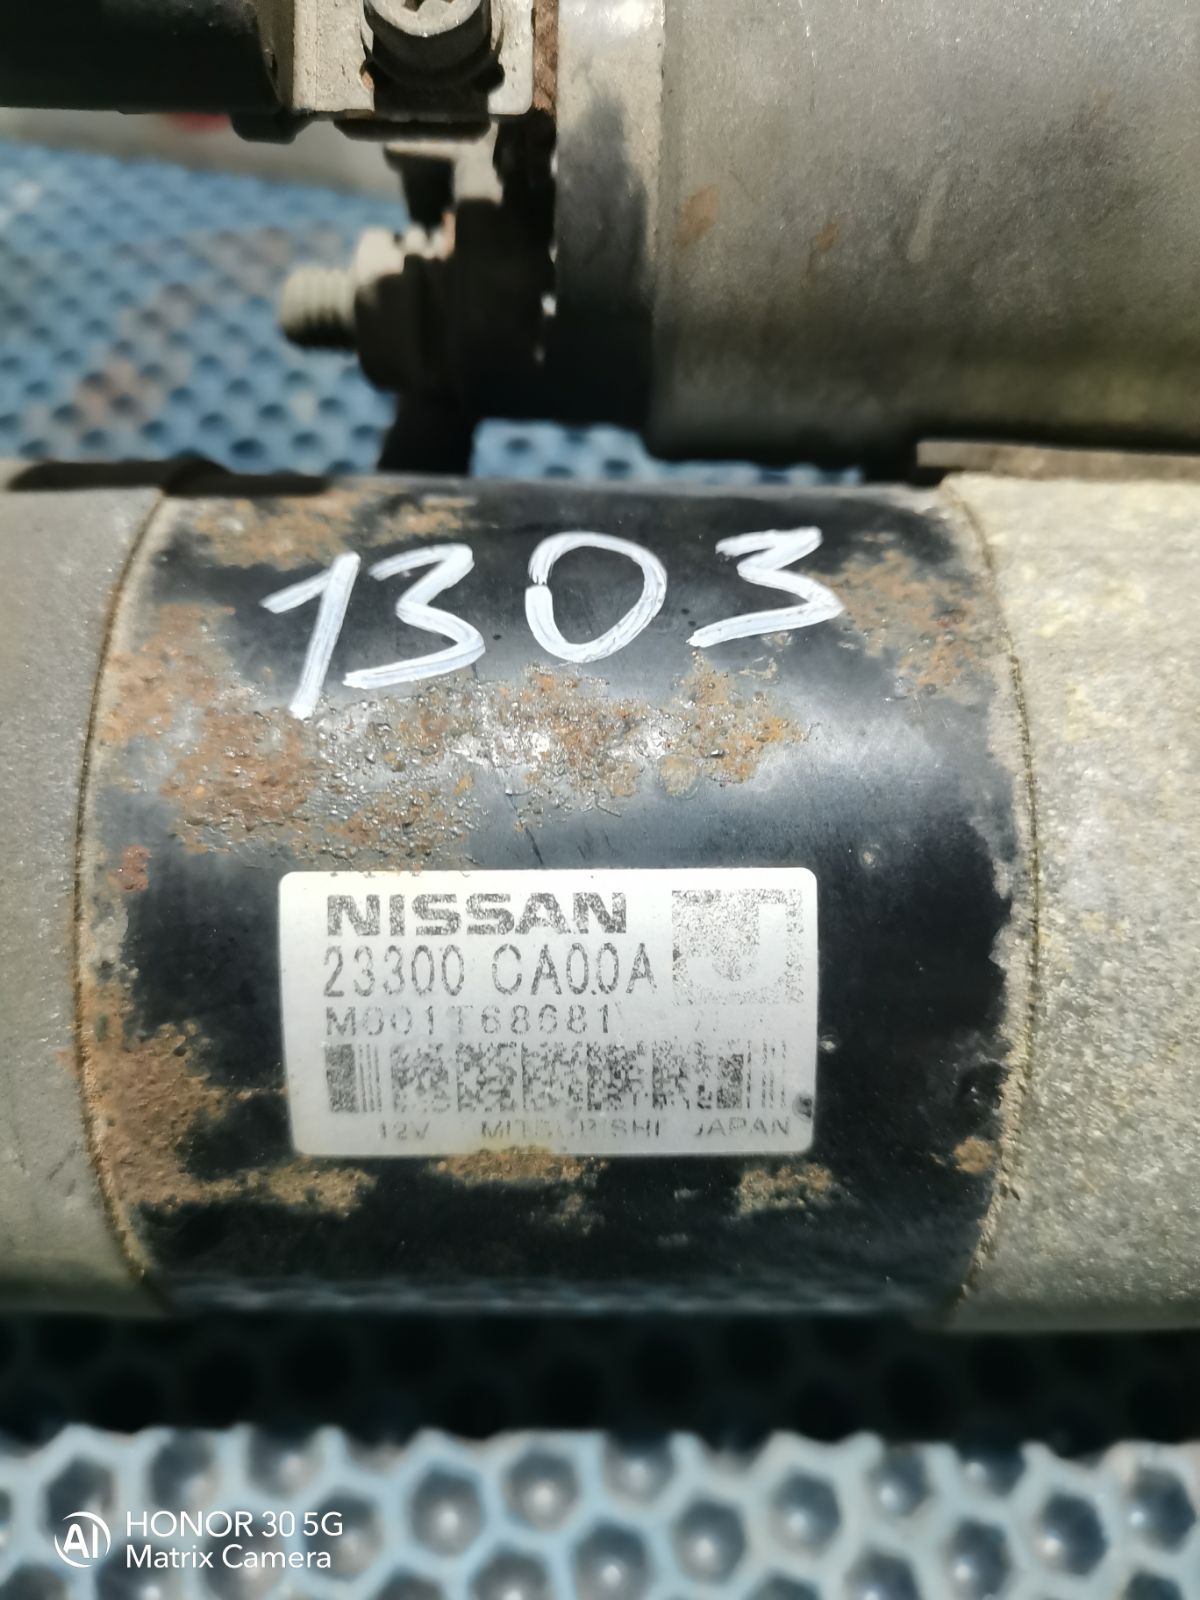 1303
NISSAN
23300 CA00A
M001T68681
12V MITSUBISHI JAPAN
HONOR 30 5G
Matrix Camera